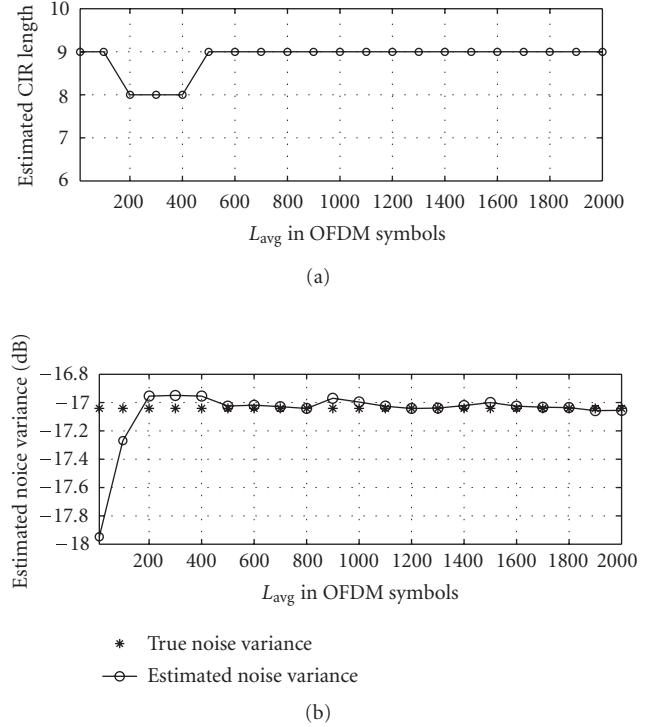 10
9
8
7
6
Estimated CIR length
200 400 600 800 1000 1200 1400 1600 1800 2000
Lavg in OFDM symbols
(a)
−16.8
−17
−17.2
−17.4
−17.6
−17.8
−18
Estimated noice variance (dB)
200 400 600 800 1000 1200 1400 1600 1800 2000
Lavg in OFDM symbols
True noise variance
Estimated noise variance
(b)